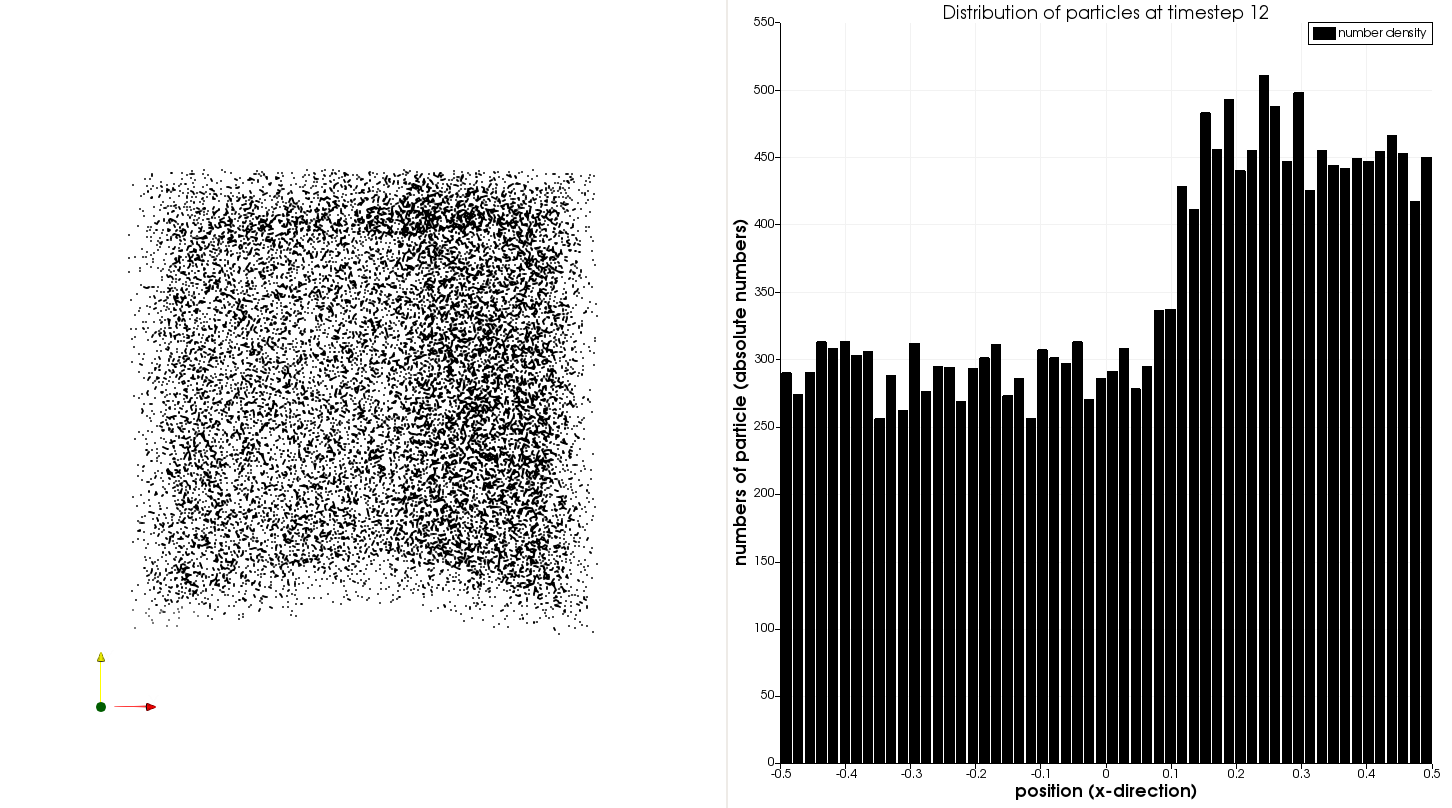 Distribution of particles at timestep 12
number density
550
500
450
400
350
300
250
200
150
100
50
0
numbers of particle (absolute numbers)
-0.5 -0.4 -0.3 -0.2 -0.1 0 0.1 0.2 0.3 0.4 0.5
position (x-direction)